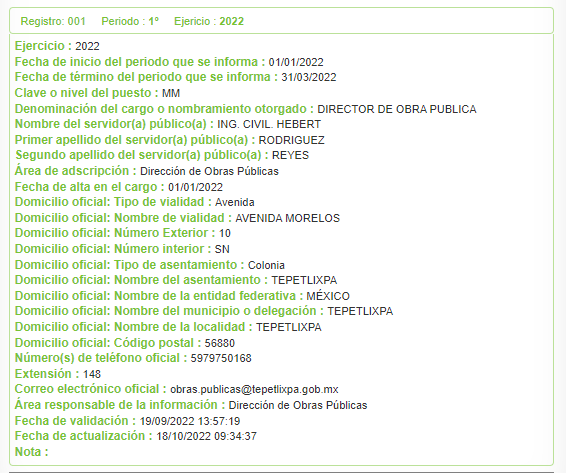 Registro: 001 Periodo : 1º Ejericio : 2022
Ejercicio : 2022
Fecha de inicio del periodo que se informa : 01/01/2022
Fecha de término del periodo que se informa : 31/03/2022
Clave o nivel del puesto : MM
Denominación del cargo o nombramiento otorgado : DIRECTOR DE OBRA PUBLICA
Nombre del servidor(a) público(a) : ING. CIVIL. HEBERT
Primer apellido del servidor(a) público(a) : RODRIGUEZ
Segundo apellido del servidor(a) público(a) : REYES
Área de adscripción : Dirección de Obras Públicas
Fecha de alta en el cargo : 01/01/2022
Domicilio oficial: Tipo de vialidad : Avenida
Domicilio oficial: Nombre de vialidad : AVENIDA MORELOS
Domicilio oficial: Número Exterior : 10
Domicilio oficial: Número interior : SN
Domicilio oficial: Tipo de asentamiento : Colonia
Domicilio oficial: Nombre del asentamiento : TEPETLIXPA
Domicilio oficial: Nombre de la entidad federativa : MÉXICO
Domicilio oficial: Nombre del municipio o delegación : TEPETLIXPA
Domicilio oficial: Nombre de la localidad : TEPETLIXPA
Domicilio oficial: Código postal : 56880
Número(s) de teléfono oficial : 5979750168
Extensión : 148
Correo electrónico oficial : obras.publicas@tepetlixpa.gob.mx
Área responsable de la información : Dirección de Obras Públicas
Fecha de validación : 19/09/2022 13:57:19
Fecha de actualización : 18/10/2022 09:34:37
Nota :